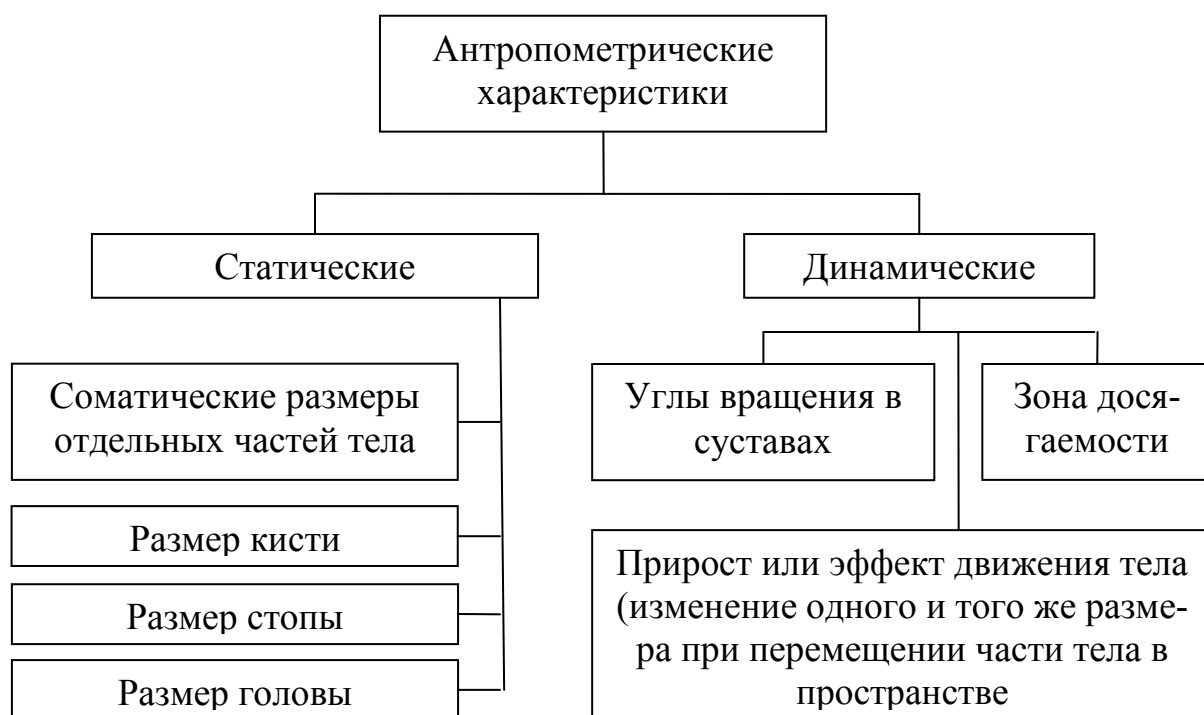 Антропометрические
характеристики
Статические
Динамические
Соматические размеры
отдельных частей тела
Размер кисти
Размер стопы
Размер головы
Углы вращения в
суставах
Зона дося-
гаемости
Прирост или эффект движения тела
(изменение одного и того же разме-
ра при перемещении части тела в
пространстве